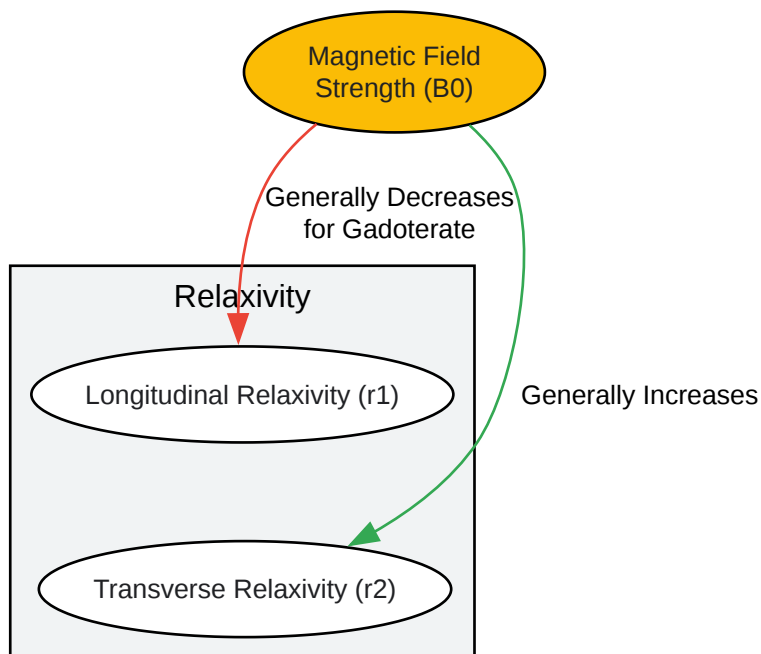 Magnetic Field
Strength (B0)
Generally Decreases
for Gadoterate
Relaxivity
Longitudinal Relaxivity (r1)
Generally Increases
Transverse Relaxivity (r2)